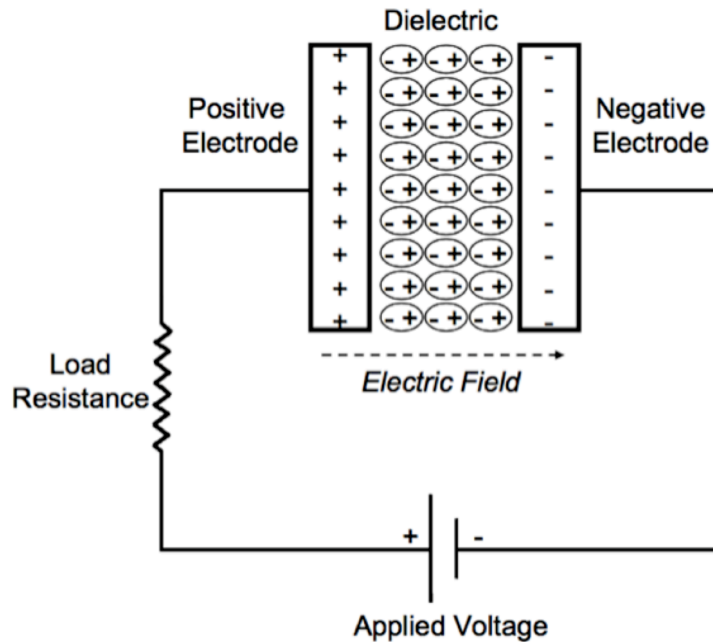 Dielectric
Positive
Electrode
Negative
Electrode
+ - + - + - + -
+ - + - + - + -
+ - + - + - + -
+ - + - + - + -
+ - + - + - + -
+ - + - + - + -
+ - + - + - + -
+ - + - + - + -
+ - + - + - + -
Electric Field
Load
Resistance
+ -
Applied Voltage